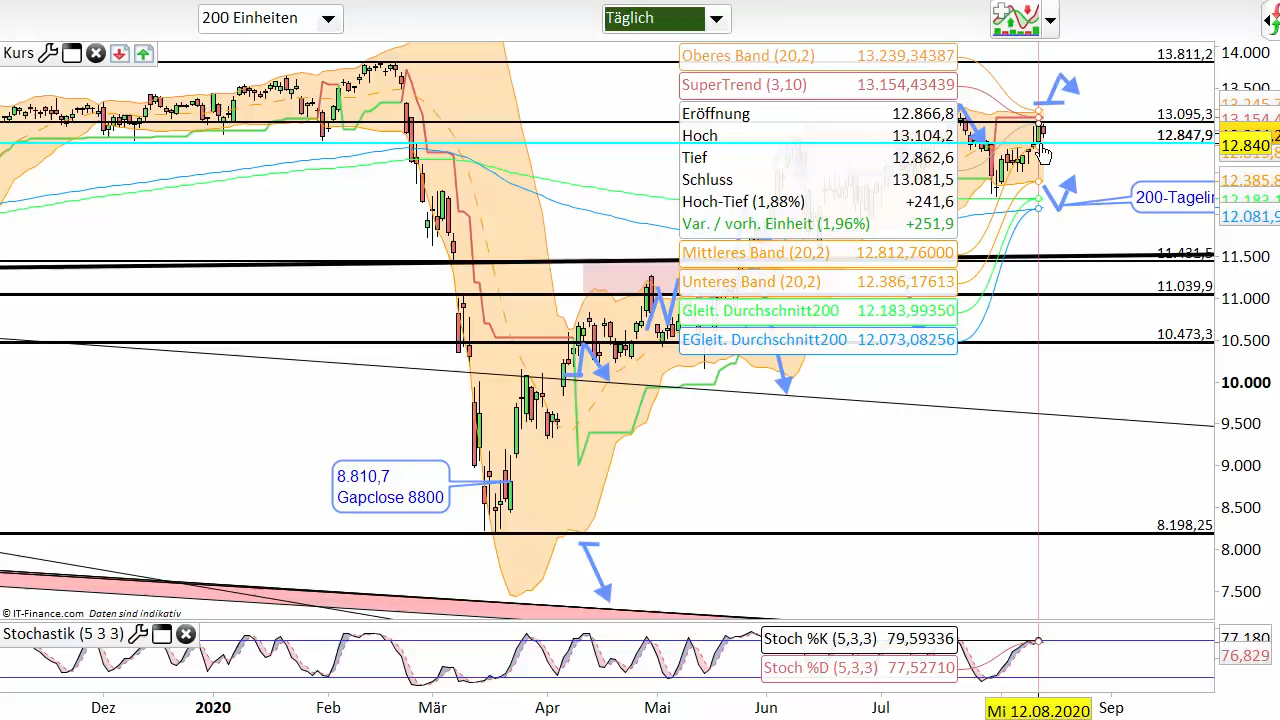 200 Einheiten
Täglich
Kurs
Oberes Band (20,2) 13.239,34387
SuperTrend (3,10) 13.154,43439
Eröffnung 12.866,8
Hoch 13.104,2
Tief 12.862,6
Schluss 13.081,5
Hoch-Tief (1,88%) +241,6
Var. / vorh. Einheit (1,96%) +251,9
Mittleres Band (20,2) 12.812,76000
Unteres Band (20,2) 12.386,17613
Gleit. Durchschnitt200 12.183,99350
EGleit. Durchschnitt200 12.073,08256
13.811,2
13.095,3
12.847,9
11.431,5
11.039,9
10.473,3
8.198,25
14.000
13.500
12.840
12.385,8
12.183,1
12.081,9
11.500
11.000
10.500
10.000
9.500
9.000
8.500
8.000
7.500
200-Tagelin
8.810,7
Gapclose 8800
© IT-Finance.com Daten sind indikativ
Stochastik (5 3 3)
Stoch %K (5,3,3) 79,59336
Stoch %D (5,3,3) 77,52710
77,180
76,829
Dez 2020 Feb Mär Apr Mai Jun Jul Mi 12.08.2020 Sep